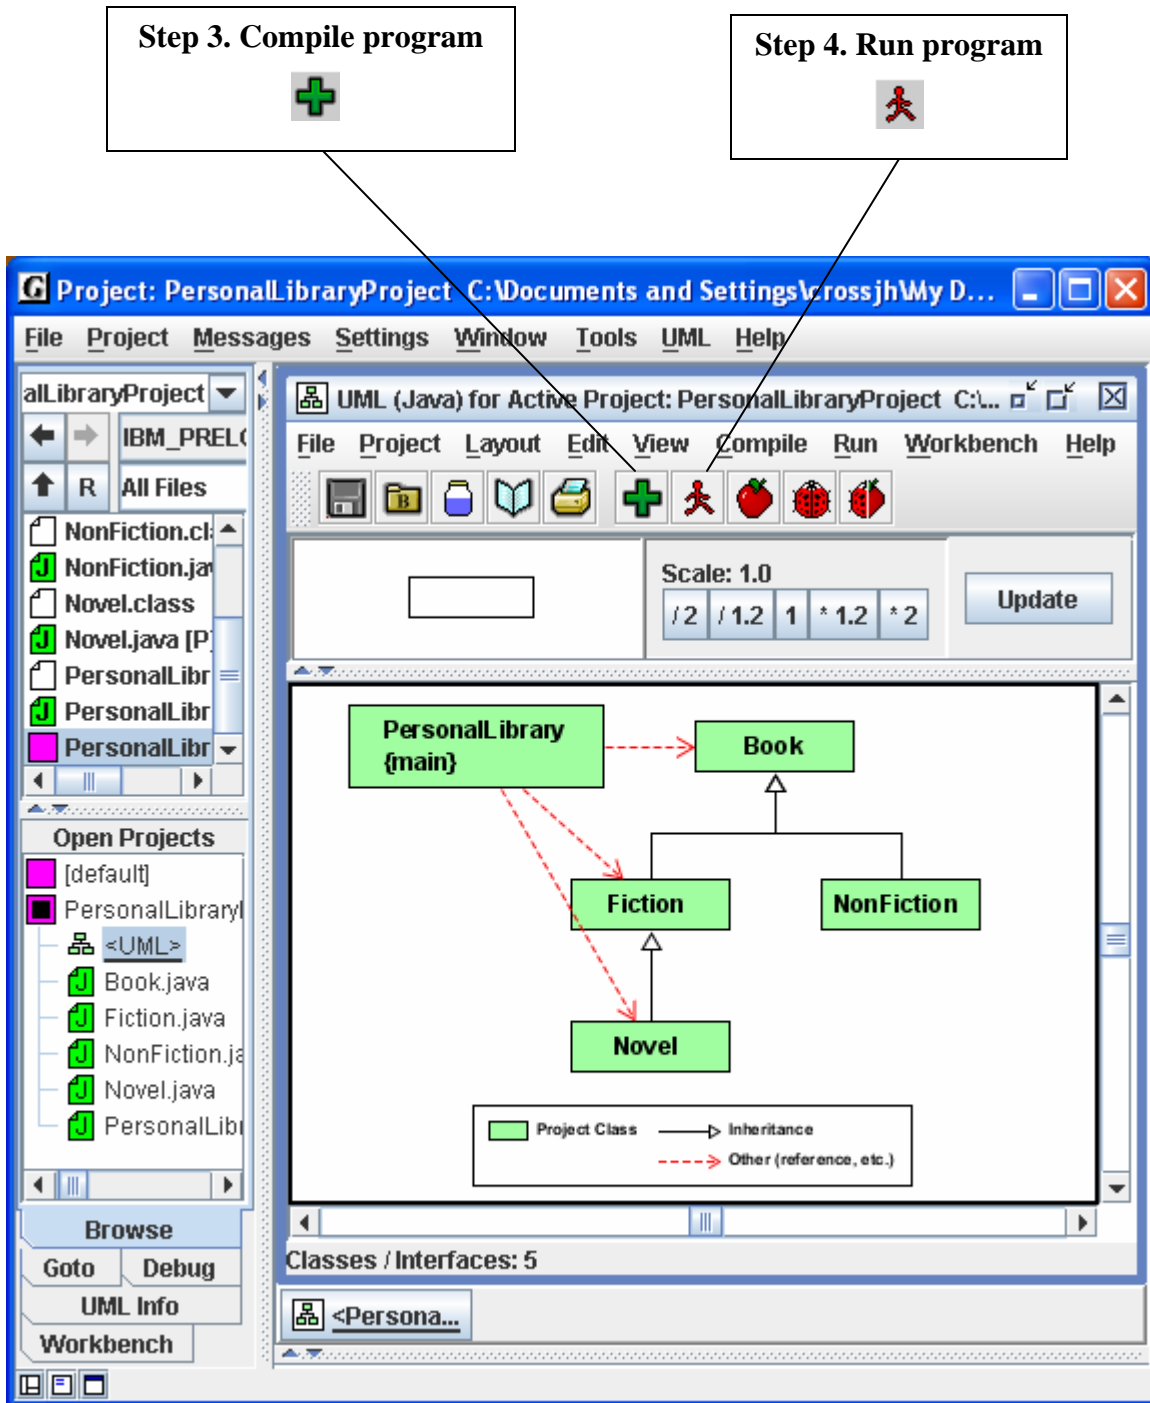 Step 3. Compile program
Step 4. Run program
G Project: PersonalLibraryProject C:\Documents and Settings\crossjh\My D...
File Project Messages Settings Window Tools UML Help
alLibraryProject
UML (Java) for Active Project: PersonalLibraryProject C:\...
IBM_PREL
File Project Layout Edit View Compile Run Workbench Help
R All Files
B
NonFiction.cl
J NonFiction.jav
Novel.class
J Novel.java [P]
PersonalLibr
J PersonalLibr
PersonalLibr
Scale: 1.0
/ 2 / 1.2 1 * 1.2 * 2
Update
PersonalLibrary
{main}
Book
Fiction
NonFiction
Novel
Project Class Inheritance
Other (reference, etc.)
Open Projects
[default]
PersonalLibraryl
<UML>
J Book.java
J Fiction.java
J NonFiction.ja
J Novel.java
J PersonalLibr
Browse
Goto Debug
UML Info
Workbench
Classes / Interfaces: 5
<Persona...